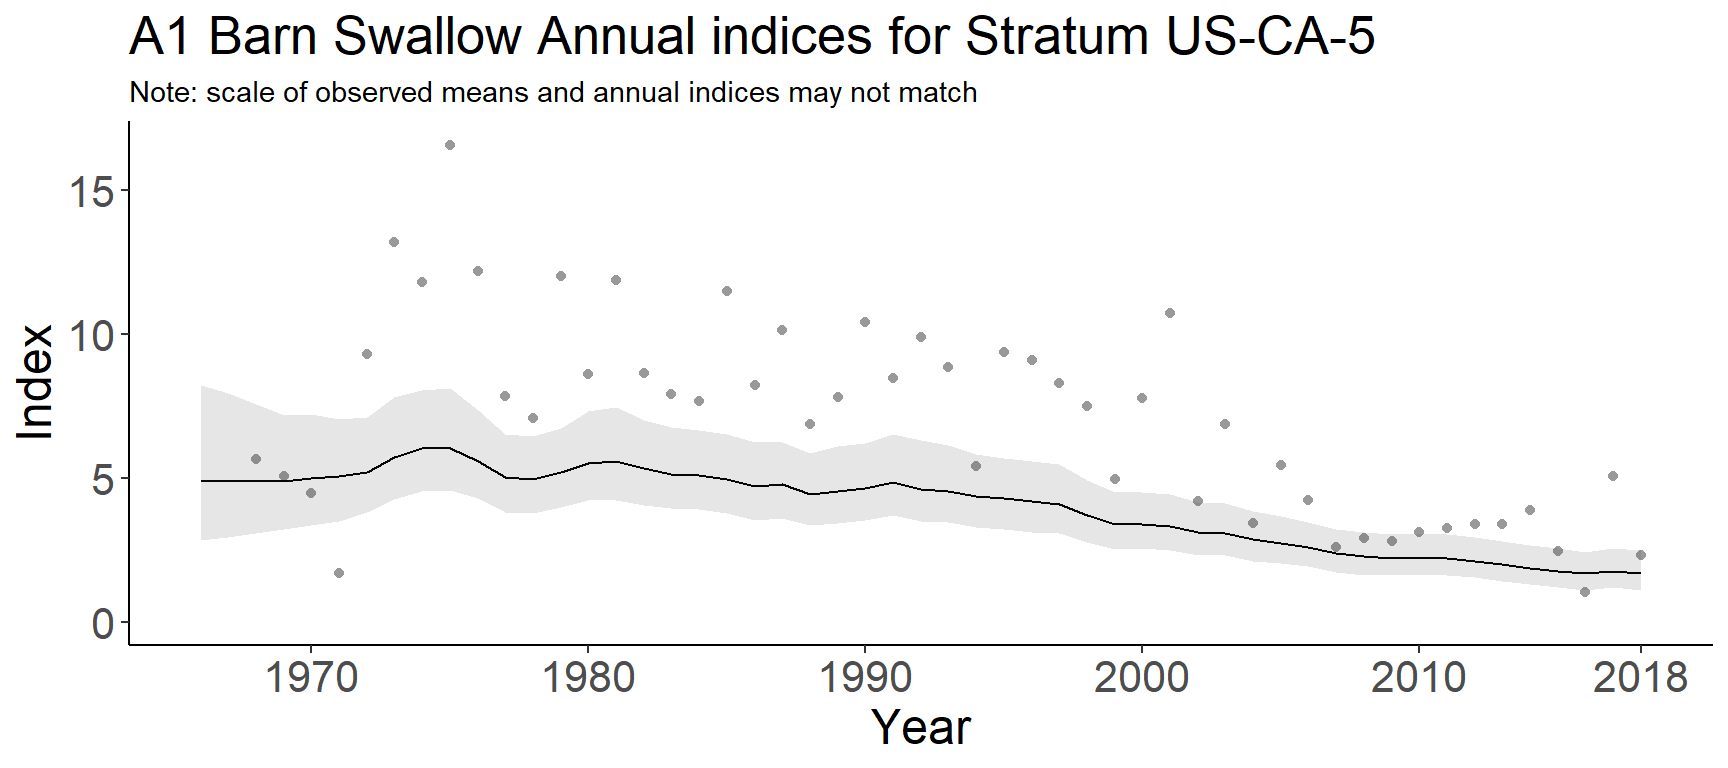 A1 Barn Swallow Annual indices for Stratum US-CA-5
Note: scale of observed means and annual indices may not match
15
10
5
0
Index
1970 1980 1990 2000 2010 2018
Year